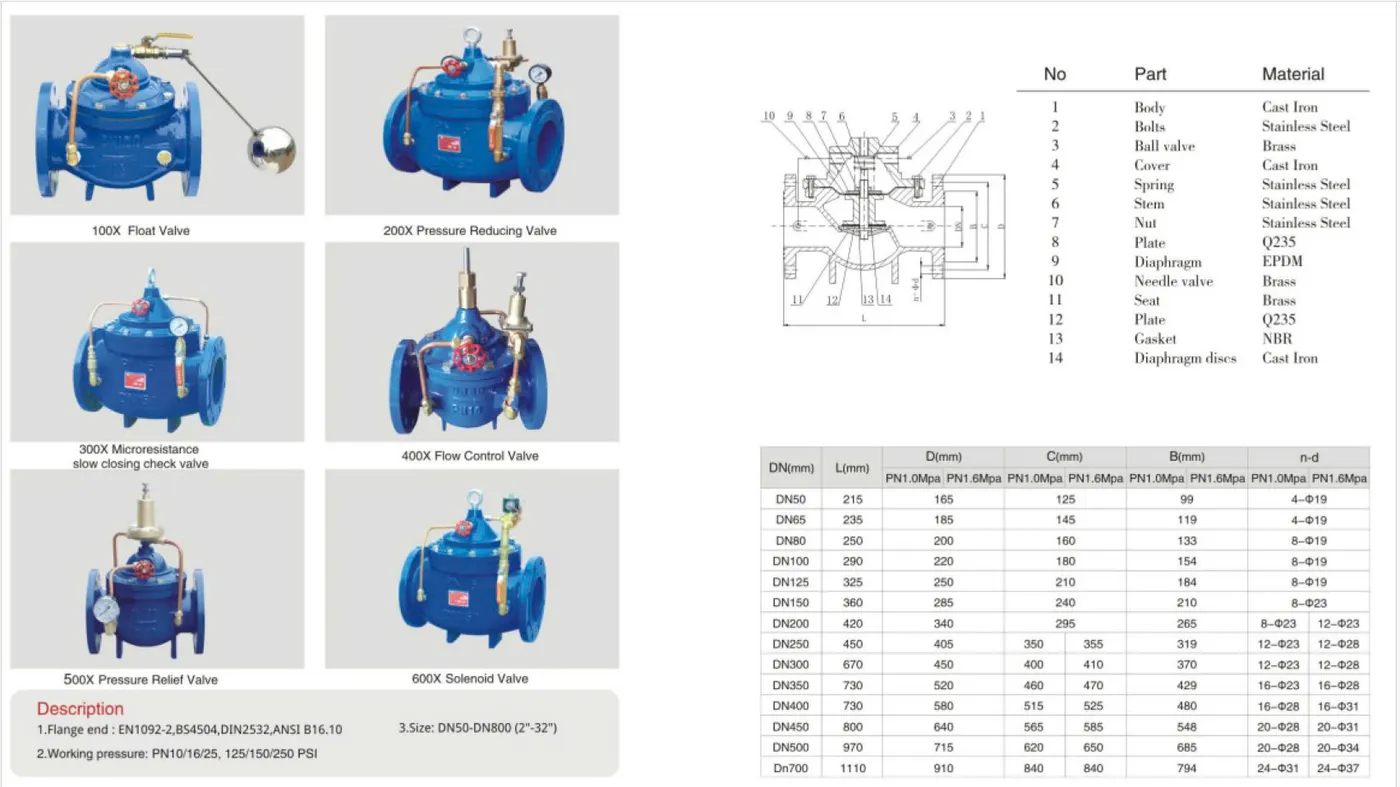 100X Float Valve
200X Pressure Reducing Valve
300X Microresistance
slow closing check valve
400X Flow Control Valve
500X Pressure Relief Valve
600X Solenoid Valve
Description
1.Flange end : EN1092-2,BS4504,DIN2532,ANSI B16.10
2.Working pressure: PN10/16/25, 125/150/250 PSI
3.Size: DN50-DN800 (2"-32")
10 9 8 7 6 5 4 3 2 1
DN B C D
n-Φd
11 12 13 14
L
No Part Material
1 Body Cast Iron
2 Bolts Stainless Steel
3 Ball valve Brass
4 Cover Cast Iron
5 Spring Stainless Steel
6 Stem Stainless Steel
7 Nut Stainless Steel
8 Plate Q235
9 Diaphragm EPDM
10 Needle valve Brass
11 Seat Brass
12 Plate Q235
13 Gasket NBR
14 Diaphragm discs Cast Iron
DN(mm) L(mm) D(mm) C(mm) B(mm) n-d
PN1.0Mpa PN1.6Mpa PN1.0Mpa PN1.6Mpa PN1.0Mpa PN1.6Mpa PN1.0Mpa PN1.6Mpa
DN50 215 165 125 99 4-Φ19
DN65 235 185 145 119 4-Φ19
DN80 250 200 160 133 8-Φ19
DN100 290 220 180 154 8-Φ19
DN125 325 250 210 184 8-Φ19
DN150 360 285 240 210 8-Φ23
DN200 420 340 295 265 8-Φ23 12-Φ23
DN250 450 405 350 355 319 12-Φ23 12-Φ28
DN300 670 450 400 410 370 12-Φ23 12-Φ28
DN350 730 520 460 470 429 16-Φ23 16-Φ28
DN400 730 580 515 525 480 16-Φ28 16-Φ31
DN450 800 640 565 585 548 20-Φ28 20-Φ31
DN500 970 715 620 650 685 20-Φ28 20-Φ34
Dn700 1110 910 840 840 794 24-Φ31 24-Φ37